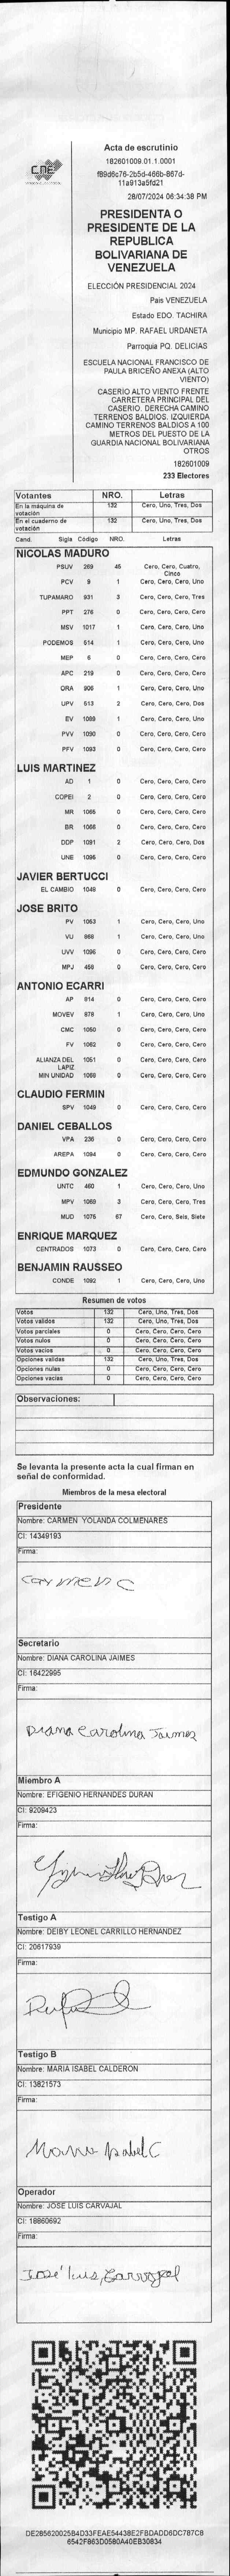 CNE
Acta de escrutinio
182601009.01.1.0001
f89d6c76-2b5d-466b-867d-
11a913a5fd21
28/07/2024 06:34:38 PM
PRESIDENTA O
PRESIDENTE DE LA
REPUBLICA
BOLIVARIANA DE
VENEZUELA
ELECCIÓN PRESIDENCIAL 2024
País VENEZUELA
Estado EDO. TACHIRA
Municipio MP. RAFAEL URDANETA
Parroquia PQ. DELICIAS
ESCUELA NACIONAL FRANCISCO DE
PAULA BRICEÑO ANEXA (ALTO
VIENTO)
CASERIO ALTO VIENTO FRENTE
CARRETERA PRINCIPAL DEL
CASERIO. DERECHA CAMINO
TERRENOS BALDIOS. IZQUIERDA
CAMINO TERRENOS BALDIOS A 100
METROS DEL PUESTO DE LA
GUARDIA NACIONAL BOLIVARIANA
OTROS
182601009
233 Electores
Votantes NRO. Letras
En la máquina de votación 132 Cero, Uno, Tres, Dos
En el cuaderno de votación 132 Cero, Uno, Tres, Dos
Cand. Sigla Código NRO. Letras
NICOLAS MADURO
PSUV 269 45 Cero, Cero, Cuatro, Cinco
PCV 9 1 Cero, Cero, Cero, Uno
TUPAMARO 931 3 Cero, Cero, Cero, Tres
PPT 276 0 Cero, Cero, Cero, Cero
MSV 1017 1 Cero, Cero, Cero, Uno
PODEMOS 514 1 Cero, Cero, Cero, Uno
MEP 6 0 Cero, Cero, Cero, Cero
APC 219 0 Cero, Cero, Cero, Cero
ORA 906 1 Cero, Cero, Cero, Uno
UPV 513 2 Cero, Cero, Cero, Dos
EV 1089 1 Cero, Cero, Cero, Uno
PVV 1090 0 Cero, Cero, Cero, Cero
PFV 1093 0 Cero, Cero, Cero, Cero
LUIS MARTINEZ
AD 1 0 Cero, Cero, Cero, Cero
COPEI 2 0 Cero, Cero, Cero, Cero
MR 1066 0 Cero, Cero, Cero, Cero
BR 1068 0 Cero, Cero, Cero, Cero
DDP 1091 2 Cero, Cero, Cero, Dos
UNE 1095 0 Cero, Cero, Cero, Cero
JAVIER BERTUCCI
EL CAMBIO 1048 0 Cero, Cero, Cero, Cero
JOSE BRITO
PV 1053 1 Cero, Cero, Cero, Uno
VU 868 1 Cero, Cero, Cero, Uno
UVV 1096 0 Cero, Cero, Cero, Cero
MPJ 459 0 Cero, Cero, Cero, Cero
ANTONIO ECARRI
AP 814 0 Cero, Cero, Cero, Cero
MOVEV 878 1 Cero, Cero, Cero, Uno
CMC 1050 0 Cero, Cero, Cero, Cero
FV 1062 0 Cero, Cero, Cero, Cero
ALIANZA DEL LAPIZ 1051 0 Cero, Cero, Cero, Cero
MIN UNIDAD 1088 0 Cero, Cero, Cero, Cero
CLAUDIO FERMIN
SPV 1049 0 Cero, Cero, Cero, Cero
DANIEL CEBALLOS
VPA 236 0 Cero, Cero, Cero, Cero
AREPA 1094 0 Cero, Cero, Cero, Cero
EDMUNDO GONZALEZ
UNTC 460 1 Cero, Cero, Cero, Uno
MPV 1069 3 Cero, Cero, Cero, Tres
MUD 1075 67 Cero, Cero, Seis, Siete
ENRIQUE MARQUEZ
CENTRADOS 1073 0 Cero, Cero, Cero, Cero
BENJAMIN RAUSSEO
CONDE 1092 1 Cero, Cero, Cero, Uno
Resumen de votos
Votos 132 Cero, Uno, Tres, Dos
Votos validos 132 Cero, Uno, Tres, Dos
Votos parciales 0 Cero, Cero, Cero, Cero
Votos nulos 0 Cero, Cero, Cero, Cero
Votos vacios 0 Cero, Cero, Cero, Cero
Opciones validas 132 Cero, Uno, Tres, Dos
Opciones nulas 0 Cero, Cero, Cero, Cero
Opciones vacias 0 Cero, Cero, Cero, Cero
Observaciones:
Se levanta la presente acta la cual firman en
señal de conformidad.
Miembros de la mesa electoral
Presidente
Nombre: CARMEN YOLANDA COLMENARES
CI: 14349193
Firma:
Carmen C
Secretario
Nombre: DIANA CAROLINA JAIMES
CI: 16422995
Firma:
Diana Carolina Jaimes
Miembro A
Nombre: EFIGENIO HERNANDES DURAN
CI: 9209423
Firma:
Testigo A
Nombre: DEIBY LEONEL CARRILLO HERNANDEZ
CI: 20617939
Firma:
Testigo B
Nombre: MARIA ISABEL CALDERON
CI: 13821573
Firma:
Maria Isabel C
Operador
Nombre: JOSE LUIS CARVAJAL
CI: 18860692
Firma:
José luis Carvajal
DE285620025B4D33FEAE54438E2FBDADD6DC787C8
6542F863D0580A40EB30834